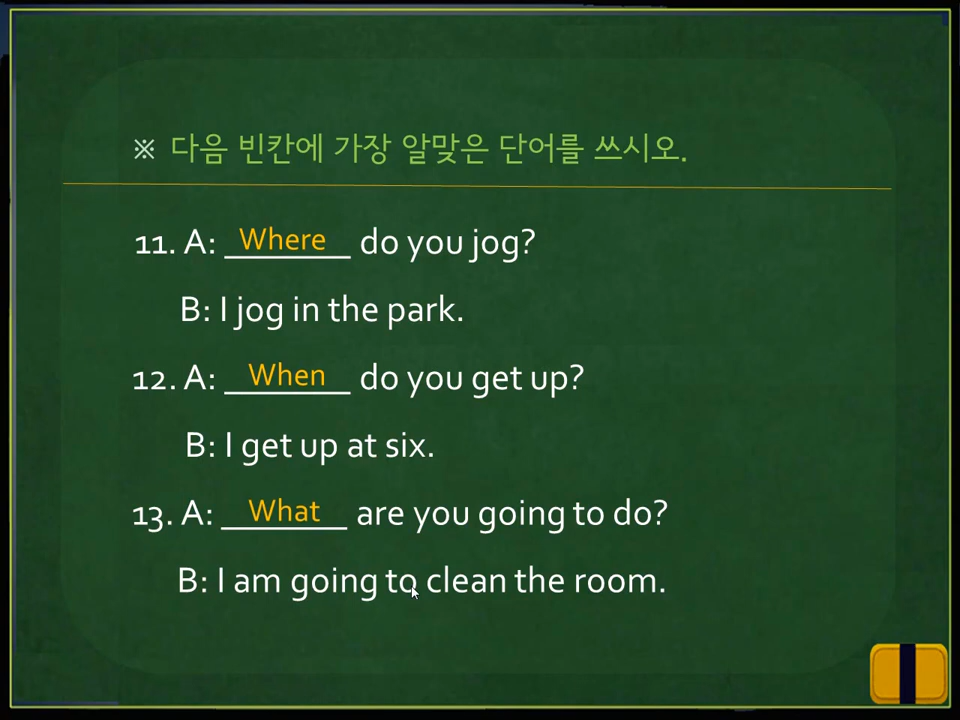 ※ 다음 빈칸에 가장 알맞은 단어를 쓰시오.
11. A: Where do you jog?
B: I jog in the park.
12. A: When do you get up?
B: I get up at six.
13. A: What are you going to do?
B: I am going to clean the room.